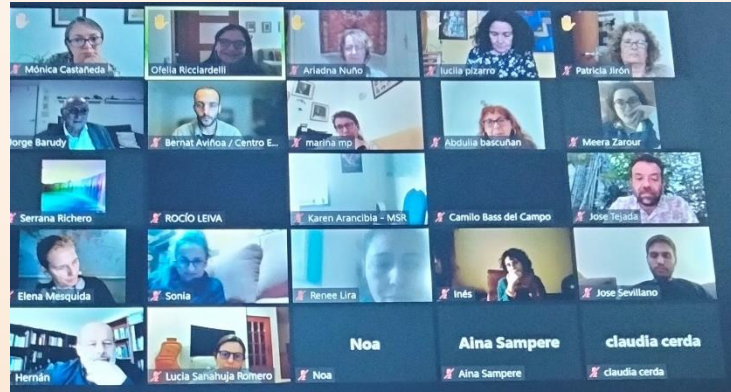 Mónica Castañeda
Ofelia Ricciardelli
Ariadna Nuño
lucila pizarro
Patricia Jirón
Jorge Barudy
Bernat Aviñoa / Centro E...
marina mp
Abdulia bascuñan
Meera Zarour
Serrana Richero
ROCÍO LEIVA
Karen Arancibia - MSR
Camilo Bass del Campo
Jose Tejada
Elena Mesquida
Sonia
Renee Lira
Inés
Jose Sevillano
Hernán
Lucia Sanahuja Romero
Noa
Noa
Aina Sampere
Aina Sampere
claudia cerda
claudia cerda